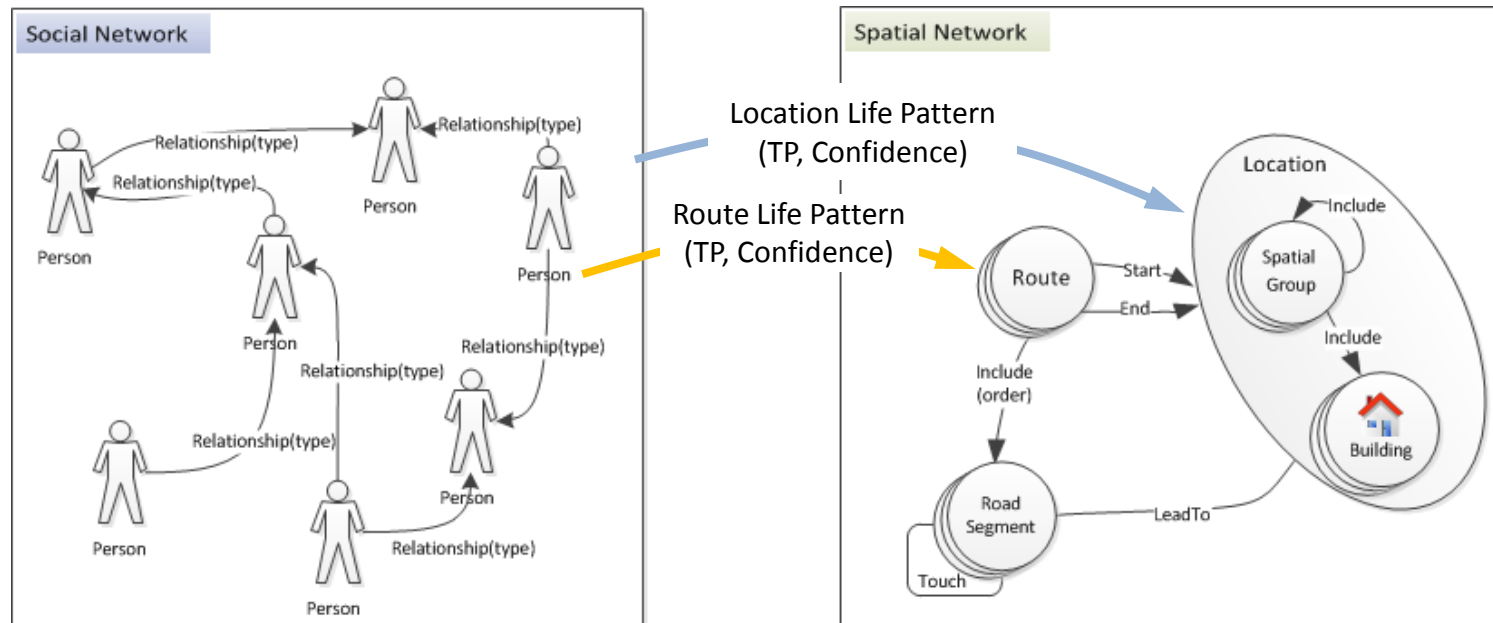 Social Network
Relationship(type)
Relationship(type)
Relationship(type)
Person
Person
Person
Person
Relationship(type)
Relationship(type)
Relationship(type)
Person
Person
Relationship(type)
Person
Location Life Pattern
(TP, Confidence)
Route Life Pattern
(TP, Confidence)
Spatial Network
Location
Include
Spatial
Group
Route
Start
End
Include
Include
(order)
Building
Road
Segment
LeadTo
Touch